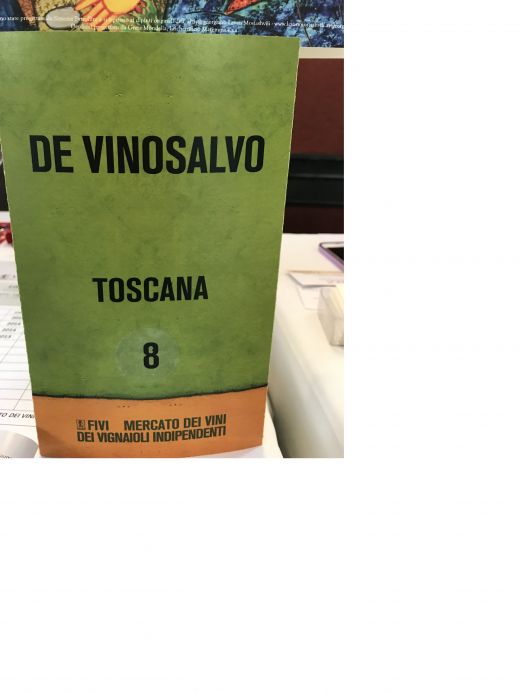 DE VINOSALVO
TOSCANA
8
FIVI MERCATO DEI VINI
DEI VIGNAIOLI INDIPENDENTI